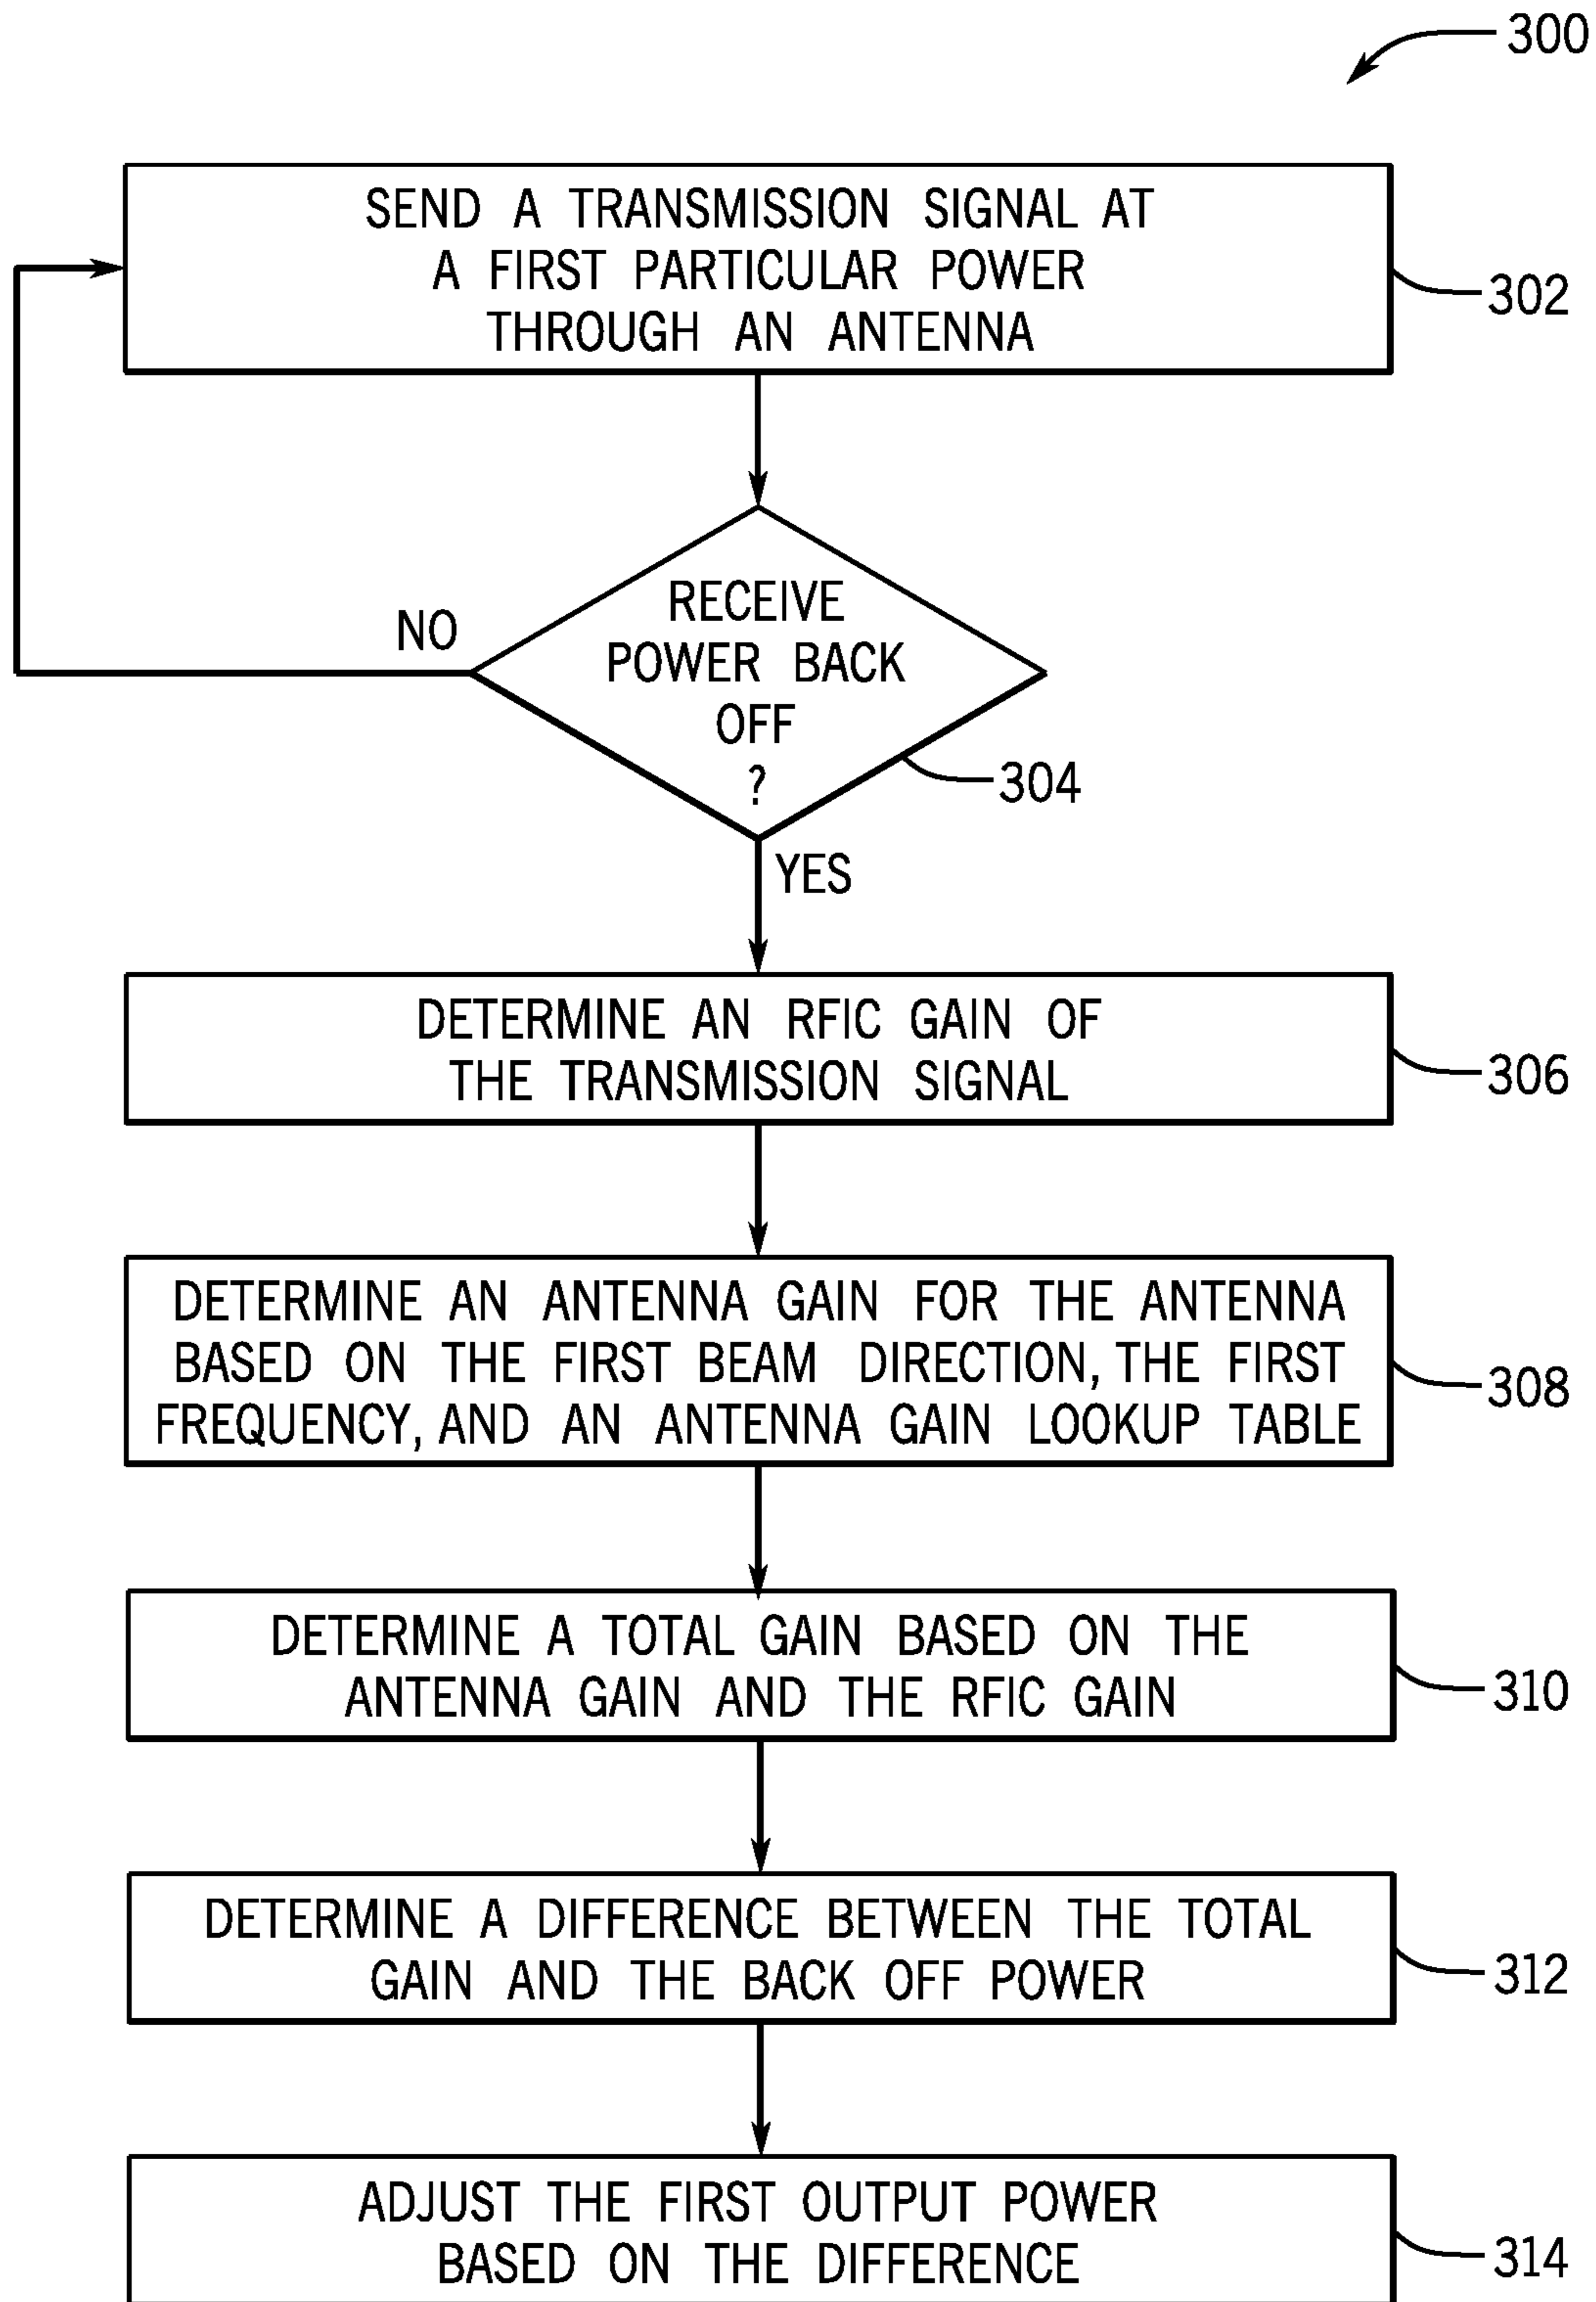 300
SEND A TRANSMISSION SIGNAL AT
A FIRST PARTICULAR POWER
THROUGH AN ANTENNA
302
RECEIVE
POWER BACK
OFF
?
NO
304
YES
DETERMINE AN RFIC GAIN OF
THE TRANSMISSION SIGNAL
306
DETERMINE AN ANTENNA GAIN FOR THE ANTENNA
BASED ON THE FIRST BEAM DIRECTION, THE FIRST
FREQUENCY, AND AN ANTENNA GAIN LOOKUP TABLE
308
DETERMINE A TOTAL GAIN BASED ON THE
ANTENNA GAIN AND THE RFIC GAIN
310
DETERMINE A DIFFERENCE BETWEEN THE TOTAL
GAIN AND THE BACK OFF POWER
312
ADJUST THE FIRST OUTPUT POWER
BASED ON THE DIFFERENCE
314